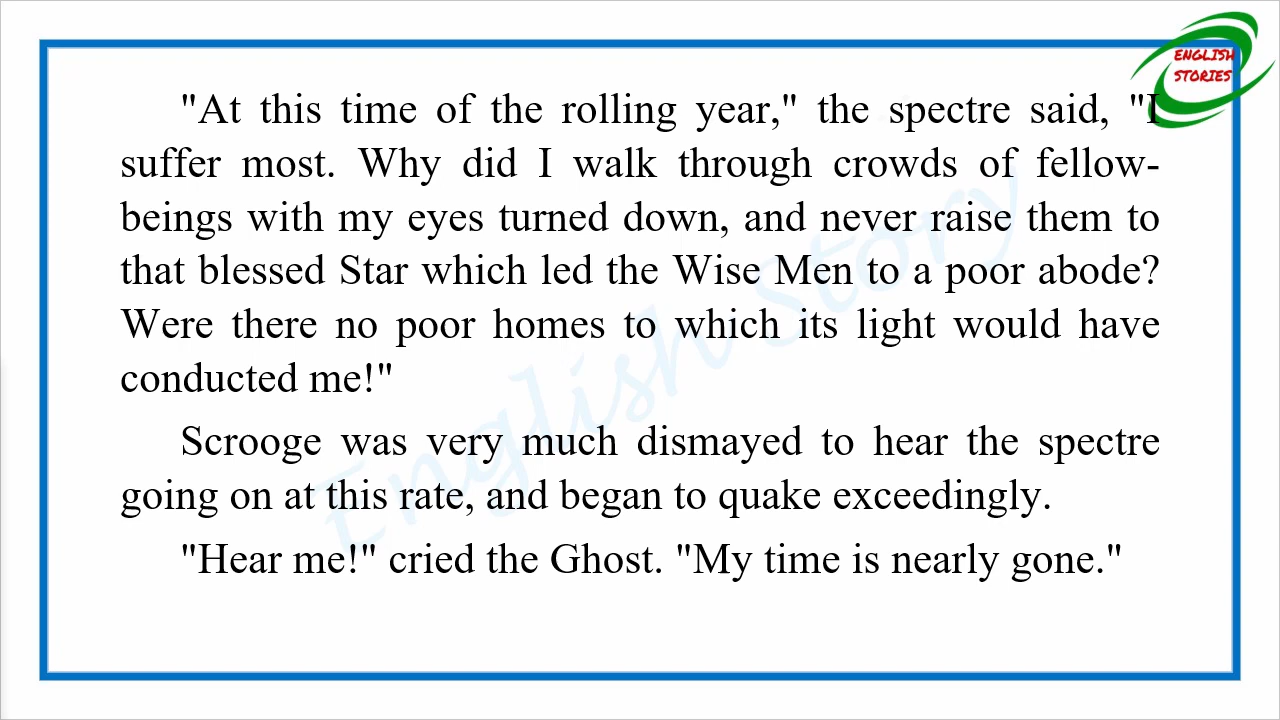 ENGLISH
STORIES
"At this time of the rolling year," the spectre said, "I
suffer most. Why did I walk through crowds of fellow-
beings with my eyes turned down, and never raise them to
that blessed Star which led the Wise Men to a poor abode?
Were there no poor homes to which its light would have
conducted me!"
Scrooge was very much dismayed to hear the spectre
going on at this rate, and began to quake exceedingly.
"Hear me!" cried the Ghost. "My time is nearly gone."
English Story